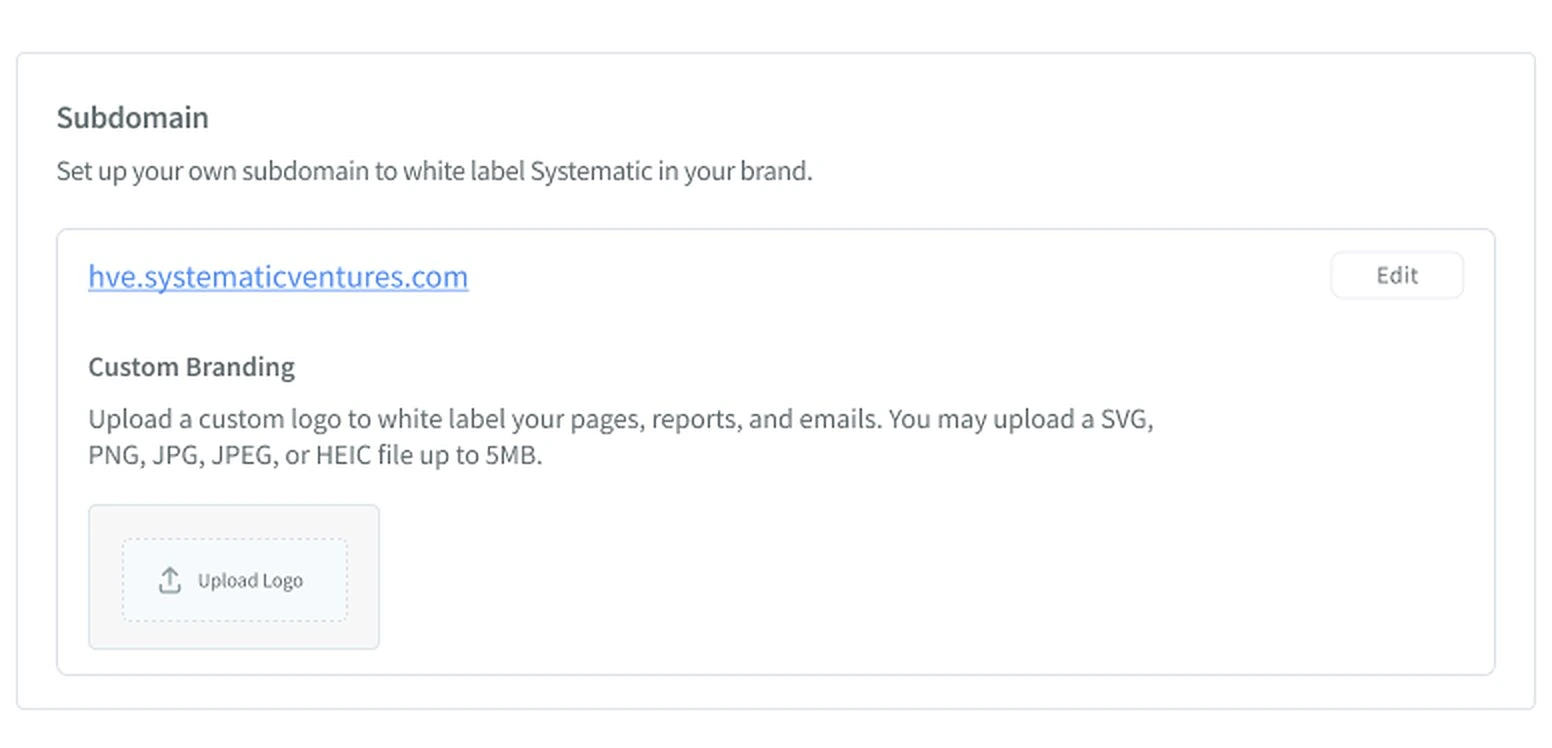 Subdomain
Set up your own subdomain to white label Systematic in your brand.
hve.systematicventures.com
Edit
Custom Branding
Upload a custom logo to white label your pages, reports, and emails. You may upload a SVG,
PNG, JPG, JPEG, or HEIC file up to 5MB.
Upload Logo